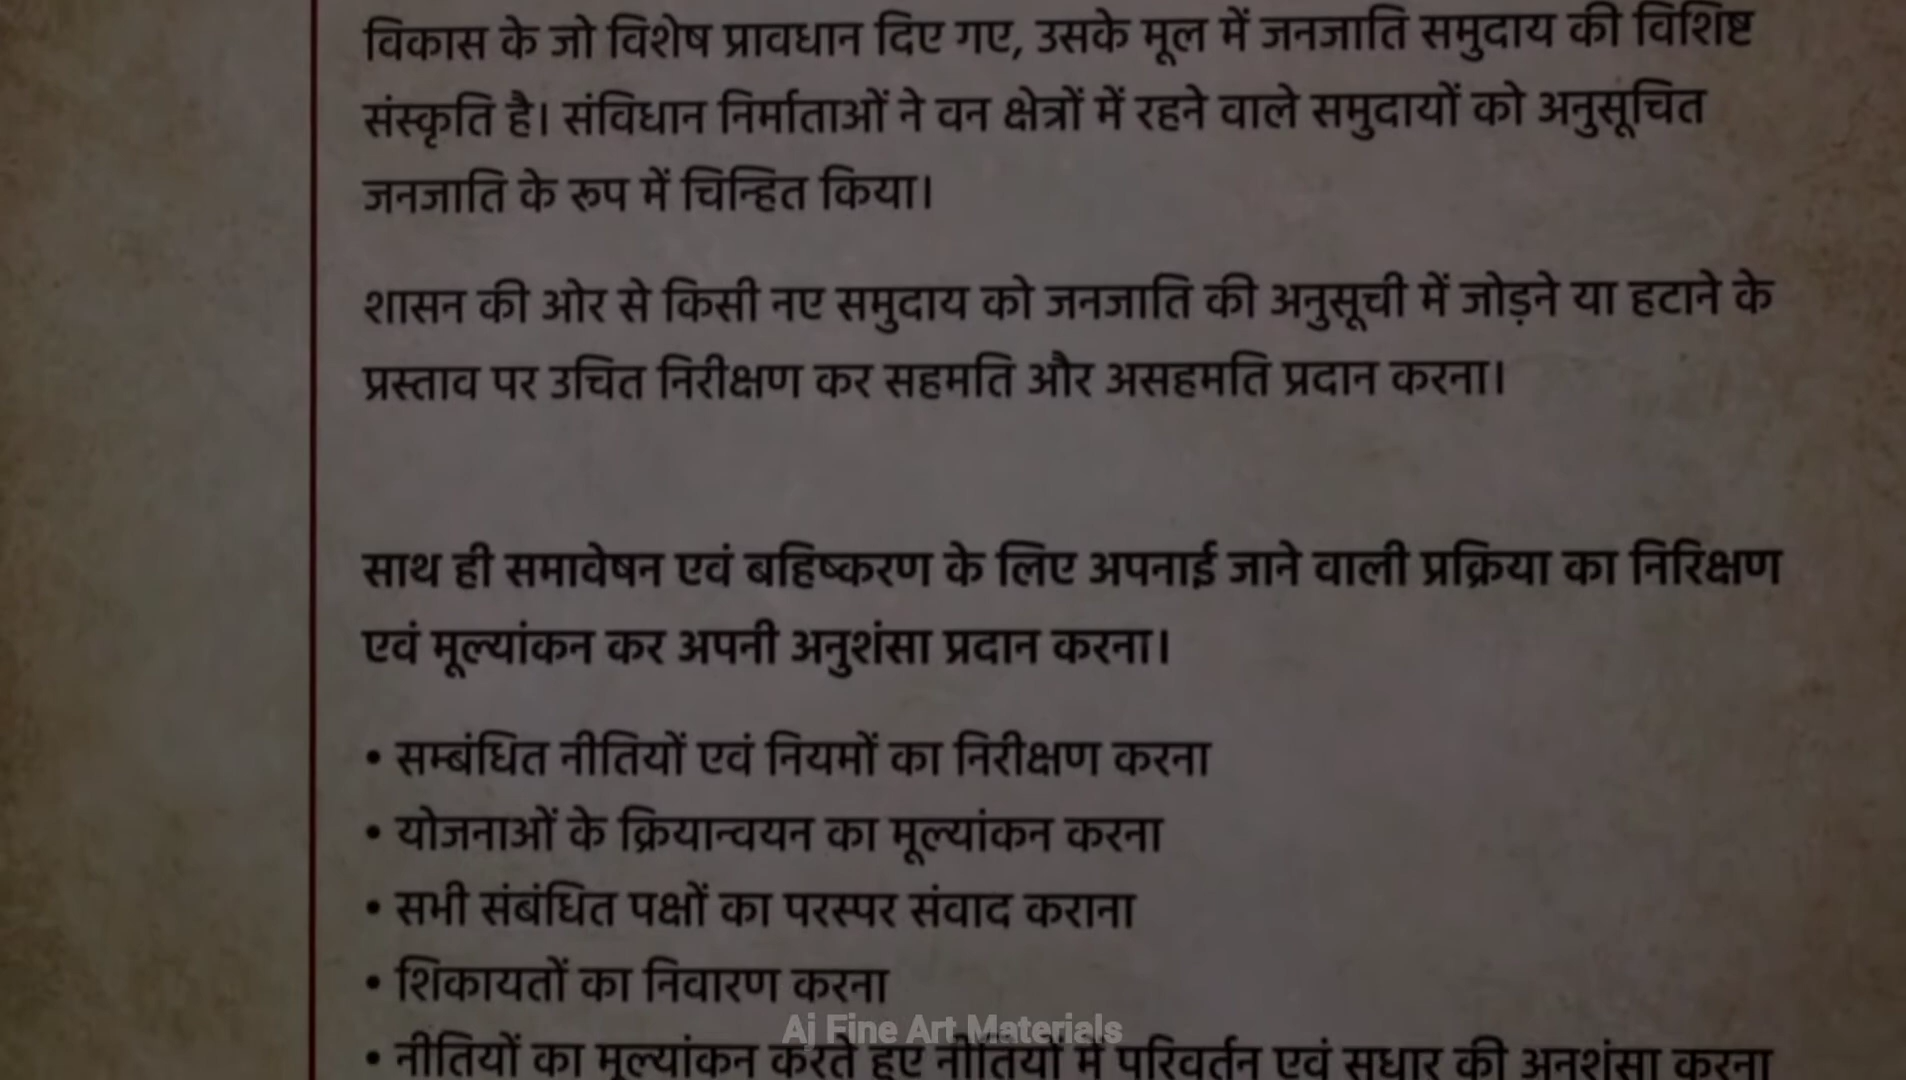 विकास के जो विशेष प्रावधान दिए गए, उसके मूल में जनजाति समुदाय की विशिष्ट
संस्कृति है। संविधान निर्माताओं ने वन क्षेत्रों में रहने वाले समुदायों को अनुसूचित
जनजाति के रूप में चिन्हित किया।
शासन की ओर से किसी नए समुदाय को जनजाति की अनुसूची में जोड़ने या हटाने के
प्रस्ताव पर उचित निरीक्षण कर सहमति और असहमति प्रदान करना।
साथ ही समावेषन एवं बहिष्करण के लिए अपनाई जाने वाली प्रक्रिया का निरिक्षण
एवं मूल्यांकन कर अपनी अनुशंसा प्रदान करना।
• सम्बंधित नीतियों एवं नियमों का निरीक्षण करना
• योजनाओं के क्रियान्वयन का मूल्यांकन करना
• सभी संबंधित पक्षों का परस्पर संवाद कराना
• शिकायतों का निवारण करना
Aj Fine Art Materials
• नीतियों का मूल्यांकन करते हुए नीतियों में परिवर्तन एवं सुधार की अनुशंसा करना